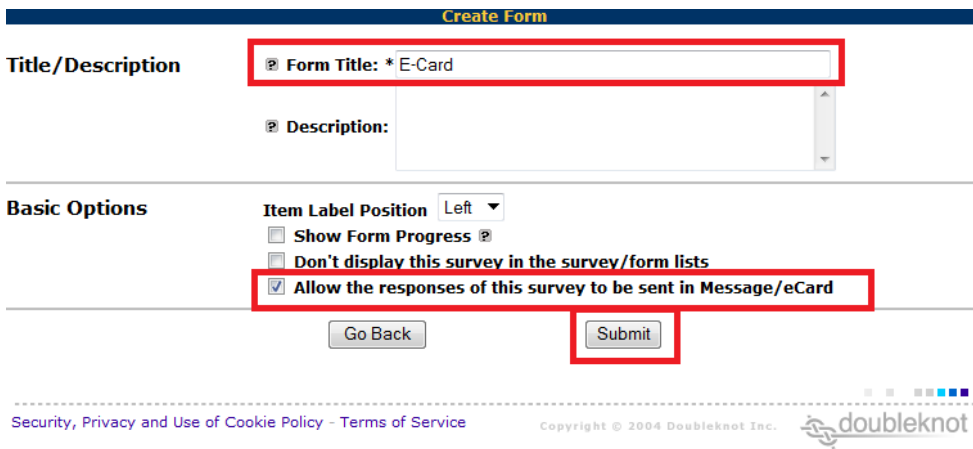 Create Form
Title/Description
? Form Title: * E-Card
? Description:
Basic Options
Item Label Position Left
Show Form Progress ?
Don't display this survey in the survey/form lists
Allow the responses of this survey to be sent in Message/eCard
Go Back Submit
Security, Privacy and Use of Cookie Policy - Terms of Service Copyright © 2004 Doubleknot Inc. doubleknot